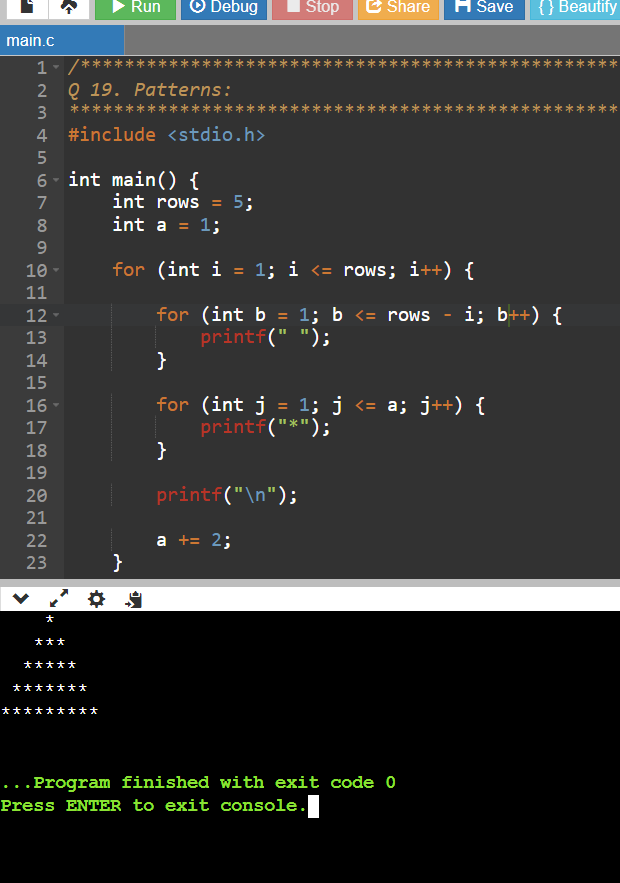 Run Debug Stop Share Save {} Beautify
main.c
1 /**************************************************
2 Q 19. Patterns:
3 **************************************************
4 #include <stdio.h>
5
6 int main() {
7     int rows = 5;
8     int a = 1;
9
10     for (int i = 1; i <= rows; i++) {
11
12         for (int b = 1; b <= rows - i; b++) {
13             printf(" ");
14         }
15
16         for (int j = 1; j <= a; j++) {
17             printf("*");
18         }
19
20         printf("\n");
21
22         a += 2;
23     }
    *
   ***
  *****
 *******
*********
...Program finished with exit code 0
Press ENTER to exit console.